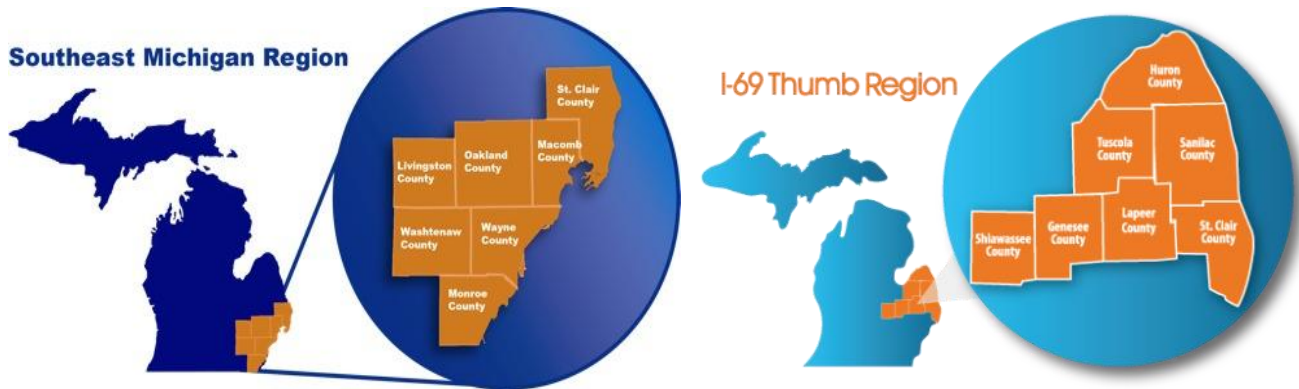 Southeast Michigan Region
St. Clair
County
Macomb
County
Oakland
County
Livingston
County
Washtenaw
County
Wayne
County
Monroe
County
I-69 Thumb Region
Huron
County
Tuscola
County
Sanilac
County
Lapeer
County
Genesee
County
Shiawassee
County
St. Clair
County